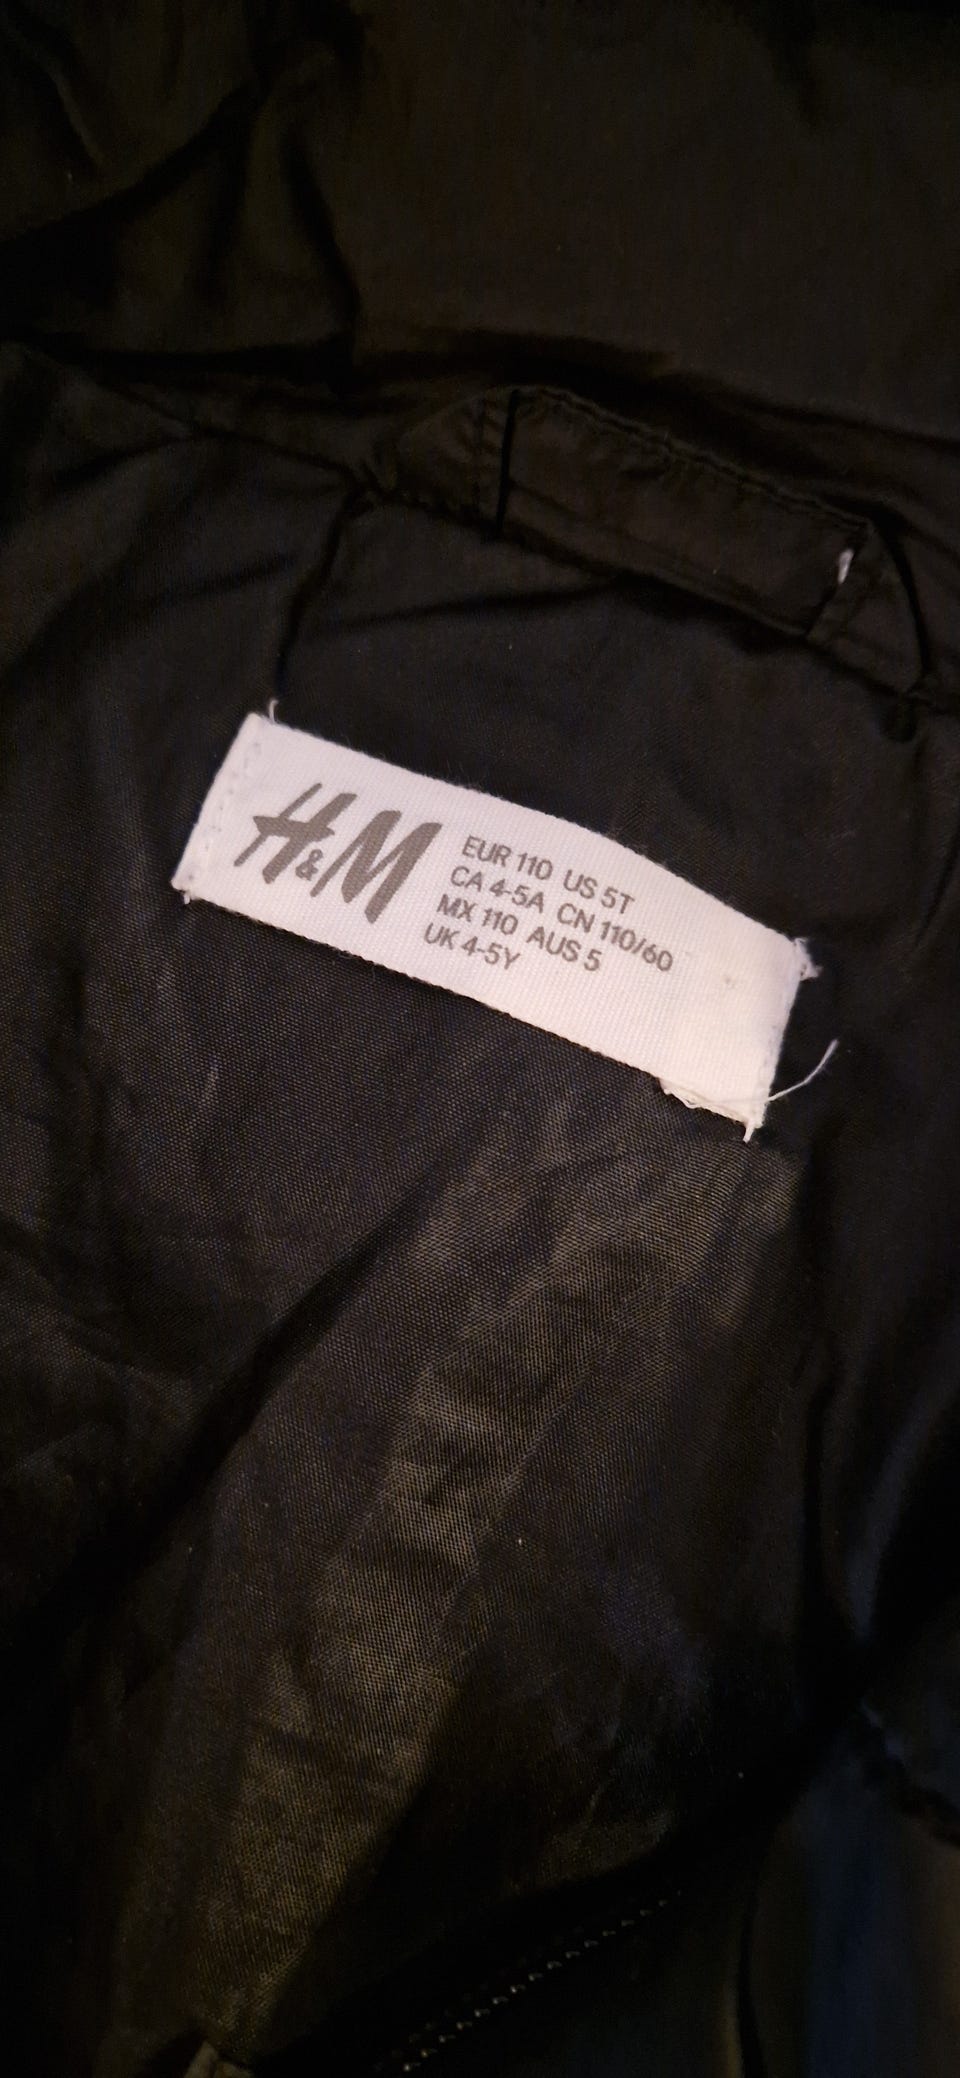 H&M
EUR 110 US 5T
CA 4-5A CN 110/60
MX 110 AUS 5
UK 4-5Y